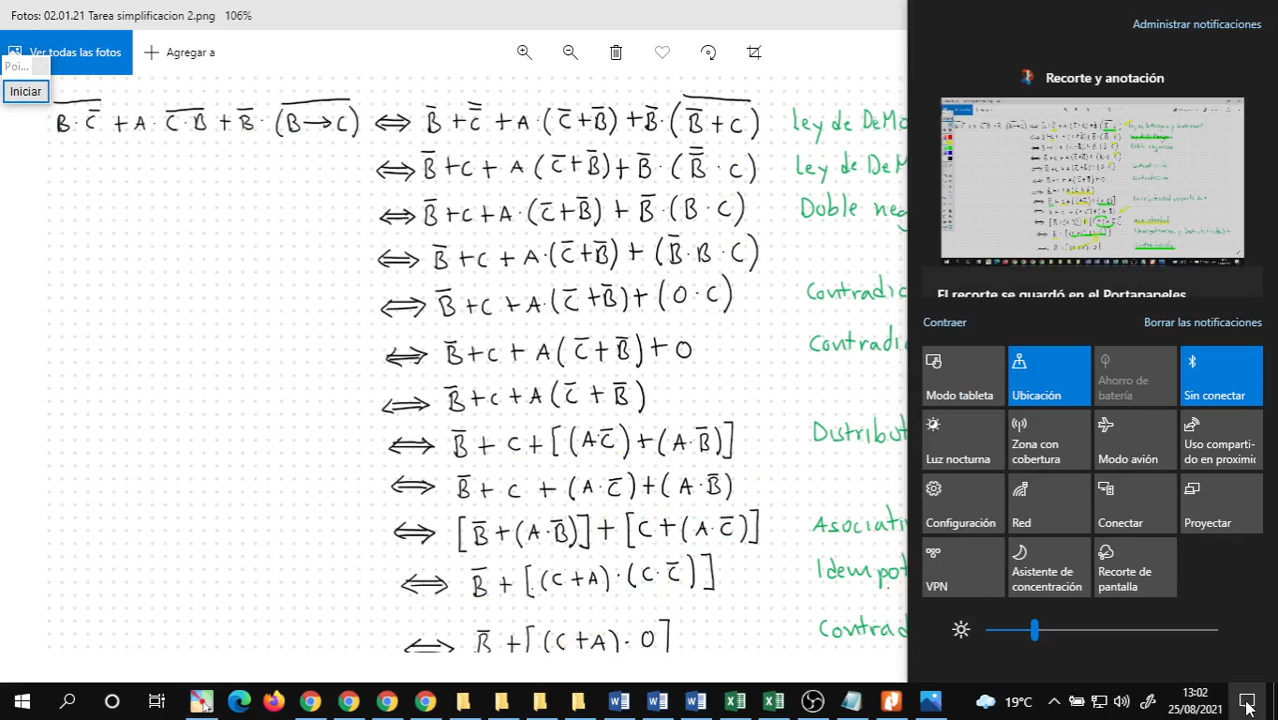 Fotos: 02.01.21 Tarea simplificacion 2.png 106%
Ver todas las fotos
Agregar a
Poi...
Iniciar
B̅·̅C̅̅ + A · C̅·̅B̅ + B̅ · (B̅→̅C̅) ⇔ B̅ + C̿ + A · (C̅ + B̅) + B̅ · (B̿ ̅+̅ ̅C̅) ley de DeMo
⇔ B̅ + C + A (C̅ + B̅) + B̅ · (B̿ · C) ley de DeM
⇔ B̅ + C + A · (C̅ + B̅) + B̅ · (B · C) Doble neg
⇔ B̅ + C + A · (C̅ + B̅) + (B̅ · B · C)
⇔ B̅ + C + A · (C̅ + B̅) + (0 · C) Contradic
⇔ B̅ + C + A (C̅ + B̅) + 0 Contradi
⇔ B̅ + C + A (C̅ + B̅)
⇔ B̅ + C + [(A C̅) + (A · B̅)] Distribut
⇔ B̅ + C + (A · C̅) + (A · B̅)
⇔ [B̅ + (A · B̅)] + [C + (A · C̅)] Asociati
⇔ B̅ + [(C + A) · (C · C̅)] Idempot
⇔ B̅ + [(C + A) · 0] Contrad
Administrar notificaciones
Recorte y anotación
El recorte se guardó en el Portapapeles
Contraer
Borrar las notificaciones
Modo tableta
Ubicación
Ahorro de batería
Sin conectar
Luz nocturna
Zona con cobertura
Modo avión
Uso comparti-
do en proximic
Configuración
Red
Conectar
Proyectar
VPN
Asistente de concentración
Recorte de pantalla
19°C
13:02
25/08/2021